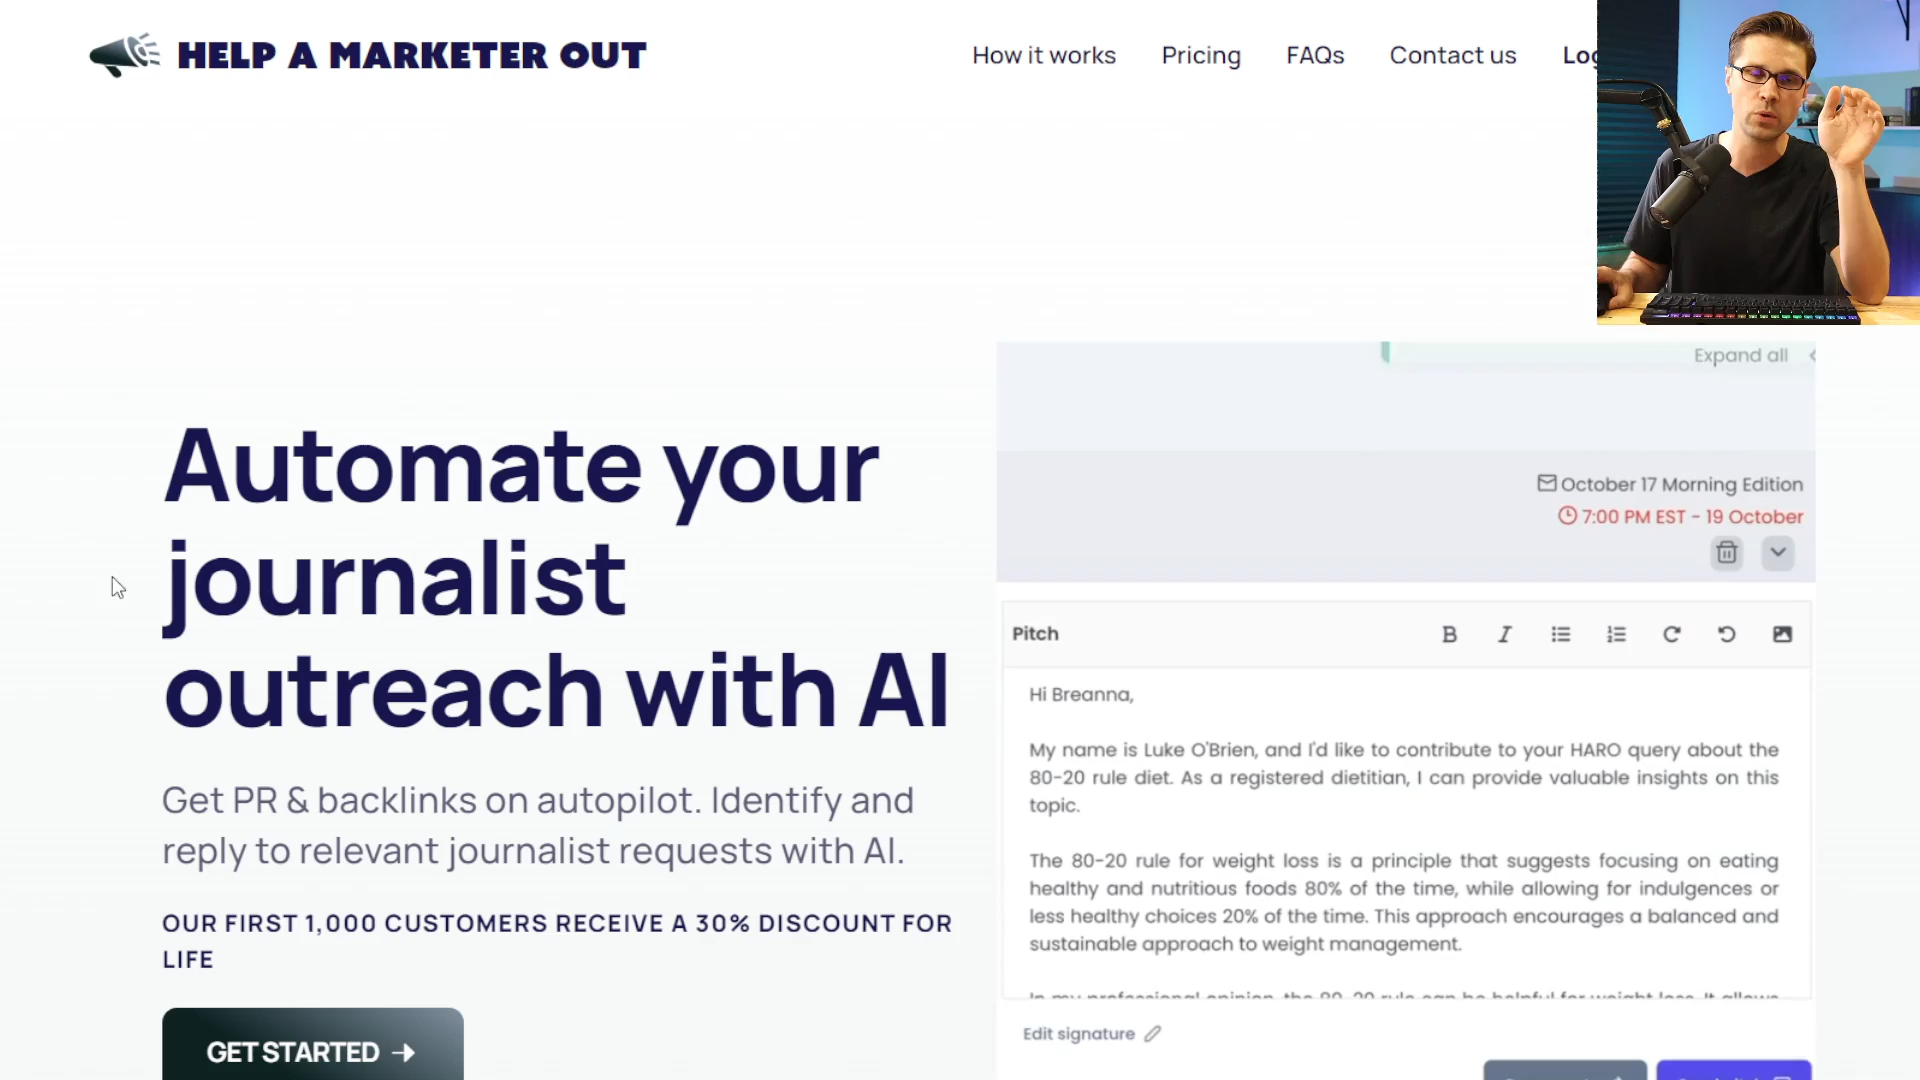 HELP A MARKETER OUT
How it works
Pricing
FAQs
Contact us
Automate your
journalist
outreach with AI
Get PR & backlinks on autopilot. Identify and
reply to relevant journalist requests with AI.
OUR FIRST 1,000 CUSTOMERS RECEIVE A 30% DISCOUNT FOR
LIFE
GET STARTED
Expand all
October 17 Morning Edition
7:00 PM EST - 19 October
Pitch
Hi Breanna,
My name is Luke O'Brien, and I'd like to contribute to your HARO query about the
80-20 rule diet. As a registered dietitian, I can provide valuable insights on this
topic.
The 80-20 rule for weight loss is a principle that suggests focusing on eating
healthy and nutritious foods 80% of the time, while allowing for indulgences or
less healthy choices 20% of the time. This approach encourages a balanced and
sustainable approach to weight management.
Edit signature